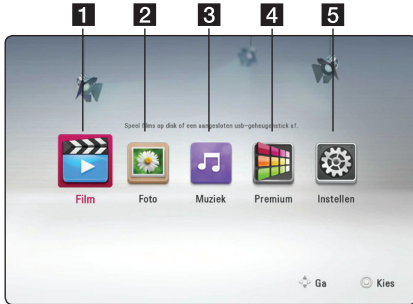 1 2 3 4 5
Speel films op disk of een aangesloten usb-geheugenstick af.
Film Foto Muziek Premium Instellen
Ga Kies